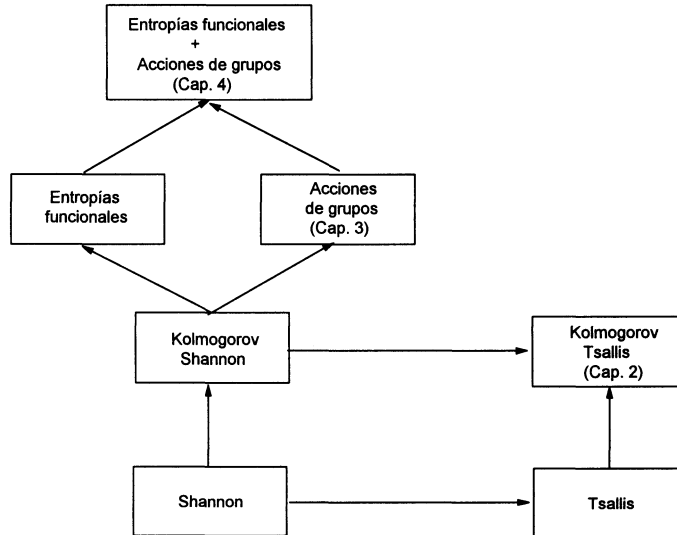 Entropías funcionales
+
Acciones de grupos
(Cap. 4)
Entropías
funcionales
Acciones
de grupos
(Cap. 3)
Kolmogorov
Shannon
Kolmogorov
Tsallis
(Cap. 2)
Shannon
Tsallis